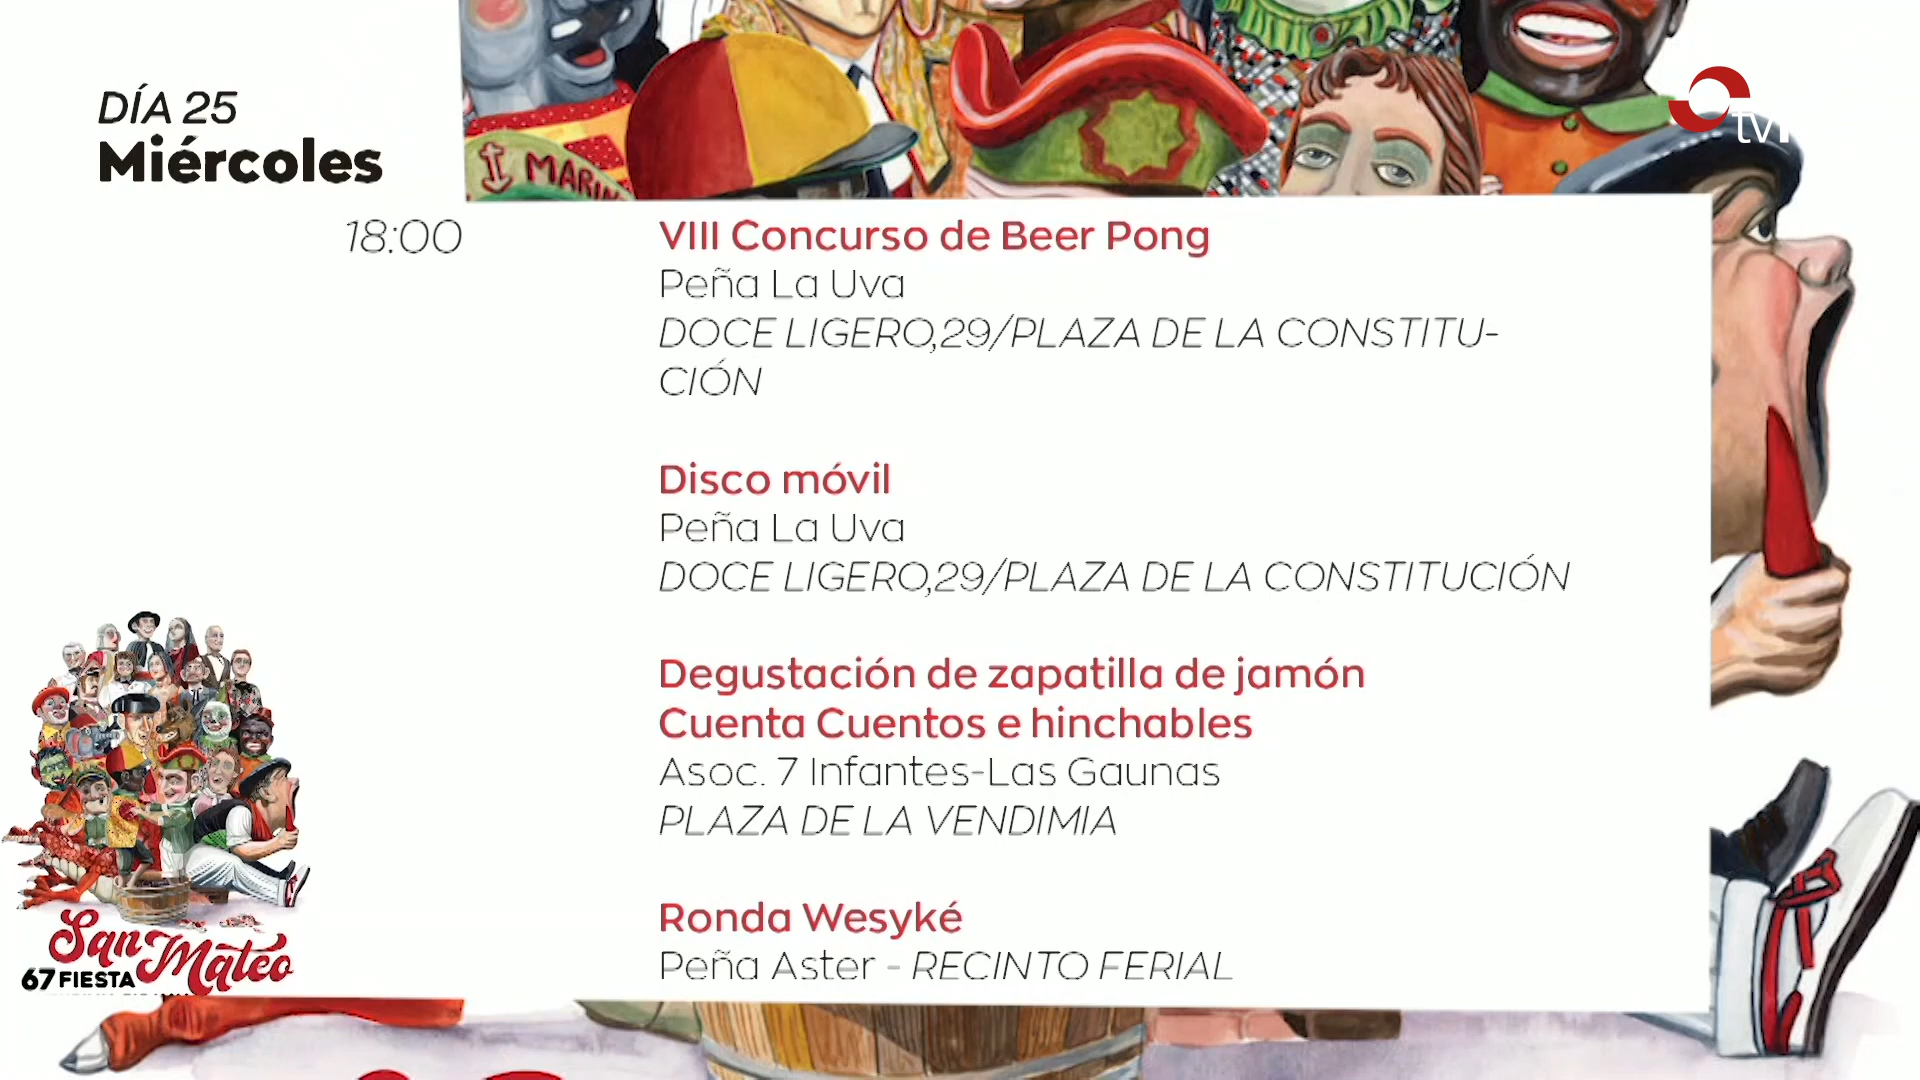 DÍA 25
Miércoles
MARIN
18:00
VIII Concurso de Beer Pong
Peña La Uva
DOCE LIGERO,29/PLAZA DE LA CONSTITU-
CIÓN
Disco móvil
Peña La Uva
DOCE LIGERO,29/PLAZA DE LA CONSTITUCIÓN
Degustación de zapatilla de jamón
Cuenta Cuentos e hinchables
Asoc. 7 Infantes-Las Gaunas
PLAZA DE LA VENDIMIA
Ronda Wesyké
Peña Aster - RECINTO FERIAL
San Mateo
67 FIESTA